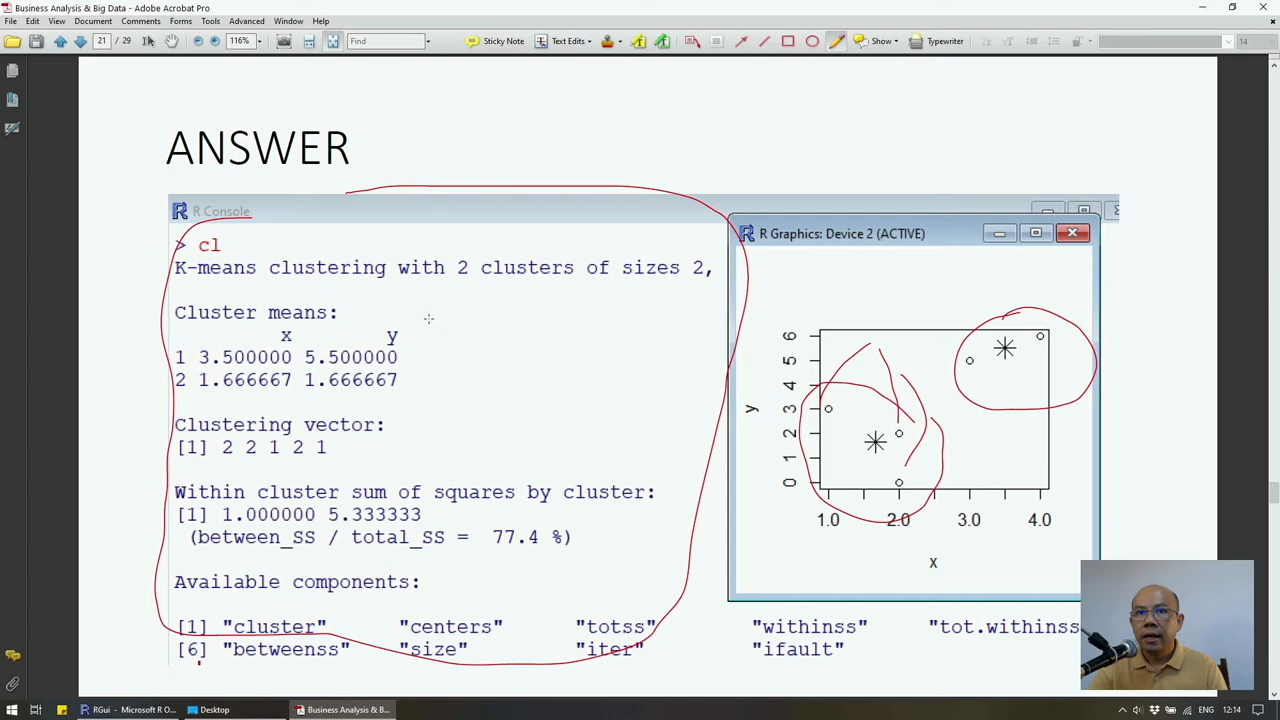 Business Analysis & Big Data - Adobe Acrobat Pro
File Edit View Document Comments Forms Tools Advanced Window Help
21 / 29 116% Find Sticky Note Text Edits Show Typewriter 14
ANSWER
R Console
> cl
K-means clustering with 2 clusters of sizes 2,
Cluster means:
x y
1 3.500000 5.500000
2 1.666667 1.666667
Clustering vector:
[1] 2 2 1 2 1
Within cluster sum of squares by cluster:
[1] 1.000000 5.333333
(between_SS / total_SS = 77.4 %)
Available components:
[1] "cluster" "centers" "totss" "withinss" "tot.withinss
[6] "betweenss" "size" "iter" "ifault"
R Graphics: Device 2 (ACTIVE)
6
5
4
3
2
1
0
y
1.0 2.0 3.0 4.0
x
RGui - Microsoft R O... Desktop Business Analysis & B... ENG 12:14